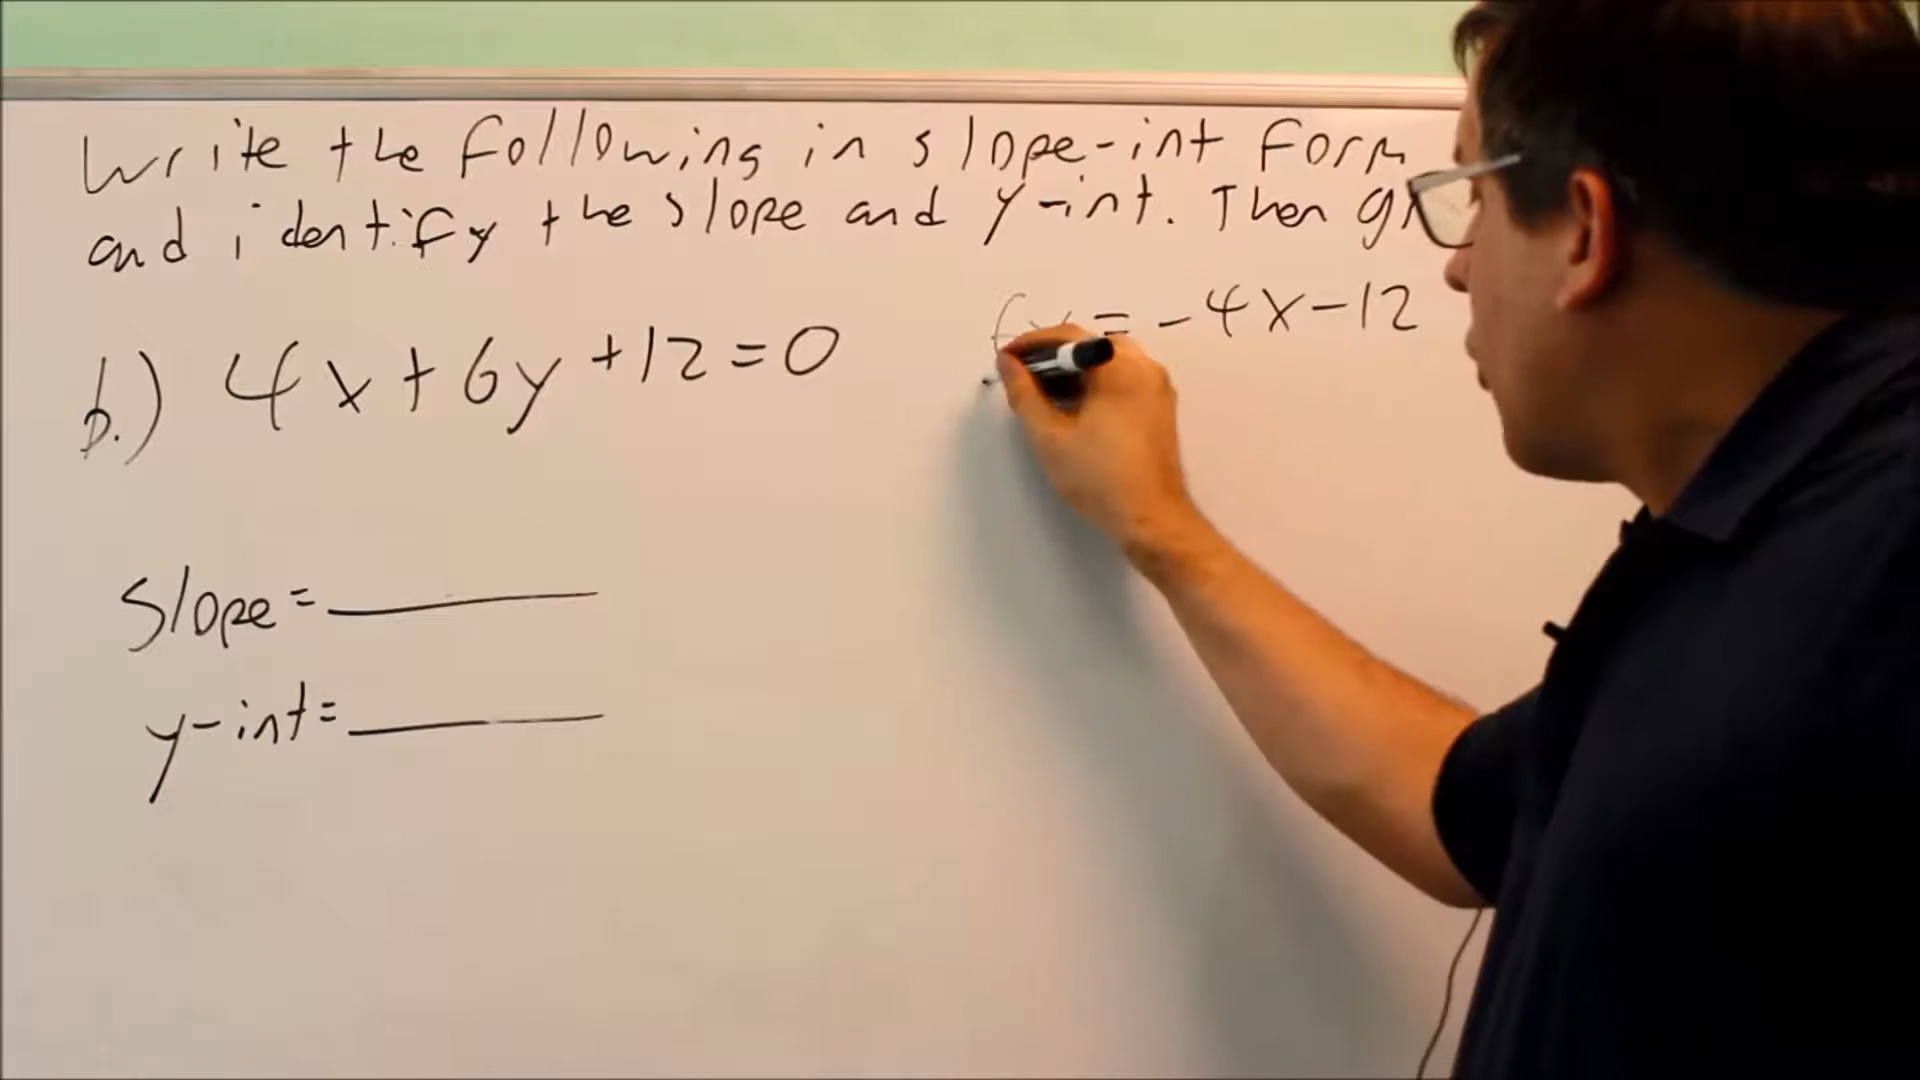 Write the following in slope-int form
and identify the slope and y-int. Then
6y = -4x-12
b.) 4x+6y+12=0
slope=
y-int=